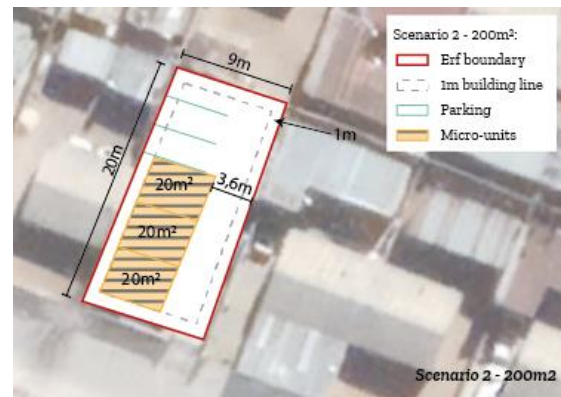 Scenario 2 - 200m²:
Erf boundary
1m building line
Parking
Micro-units
9m
1m
20m
20m²
3,6m
20m²
20m²
Scenario 2 - 200m2